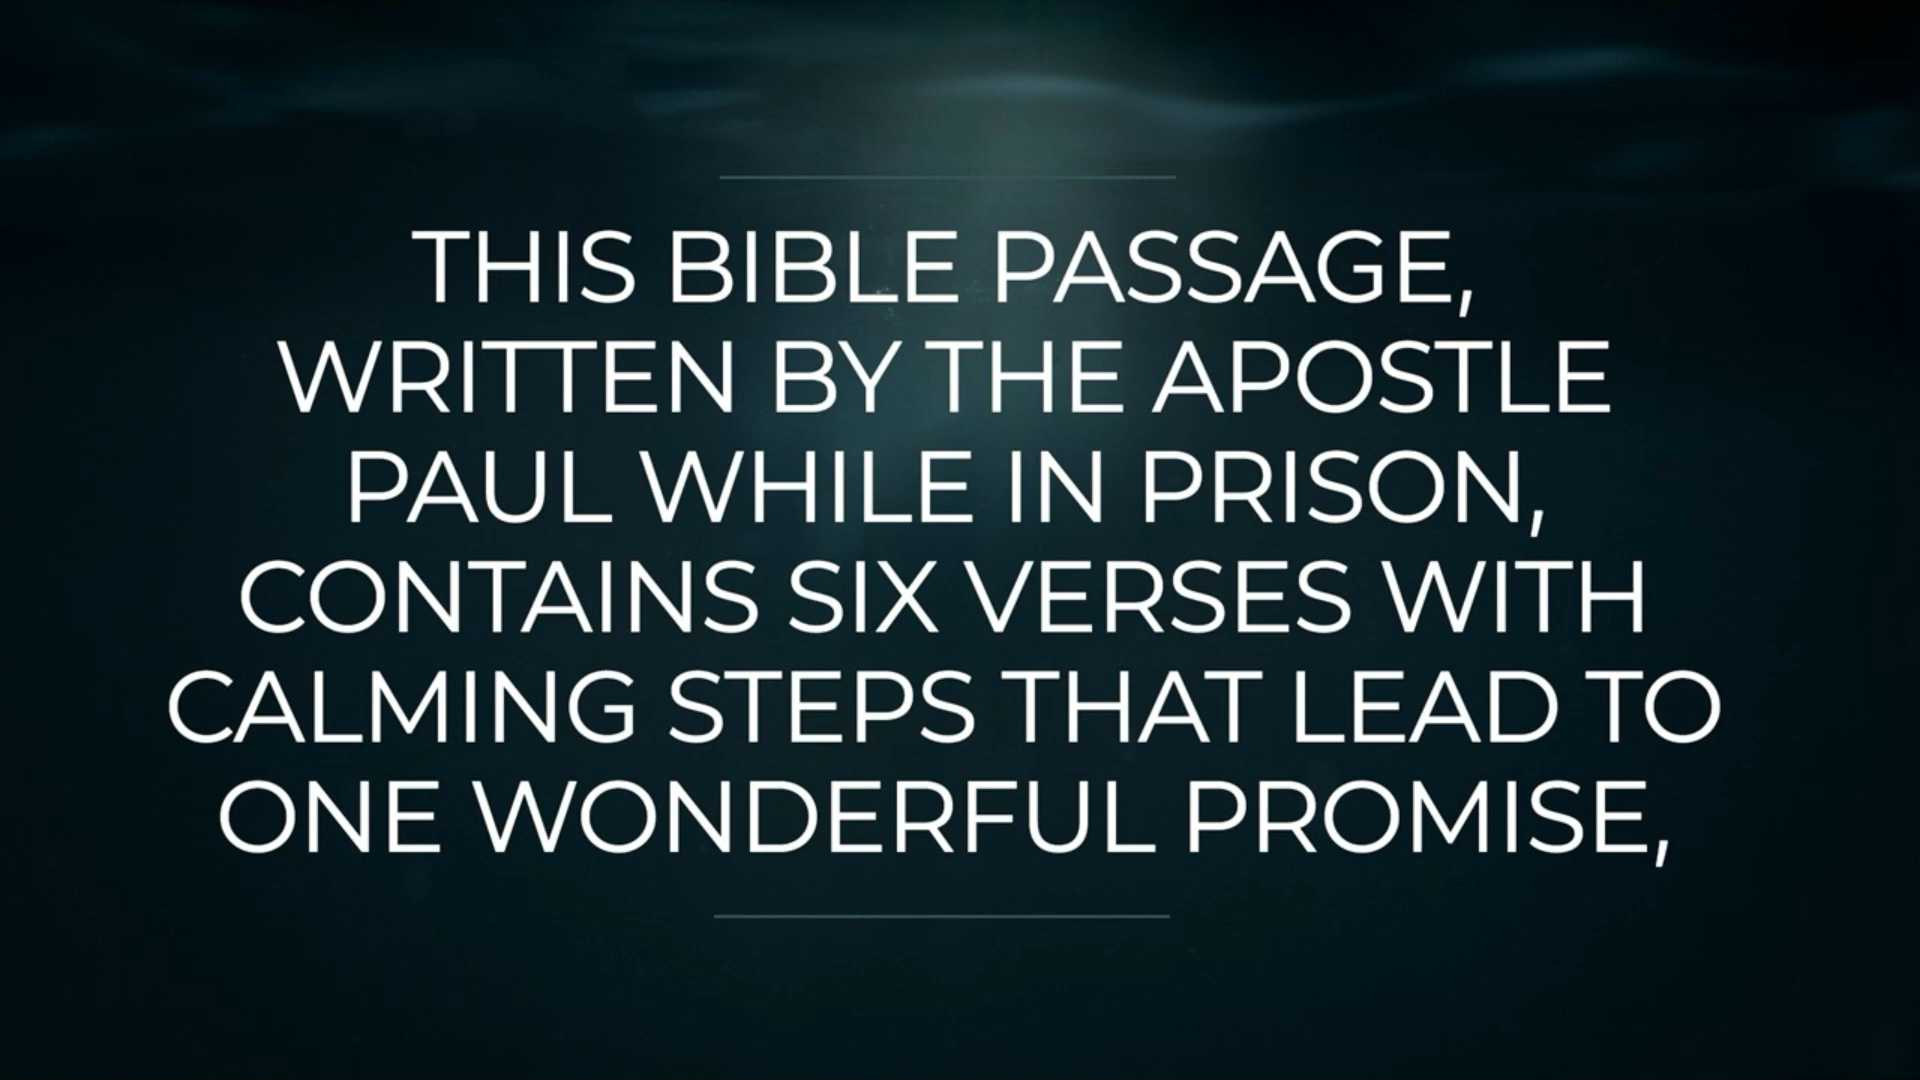 THIS BIBLE PASSAGE,
WRITTEN BY THE APOSTLE
PAUL WHILE IN PRISON,
CONTAINS SIX VERSES WITH
CALMING STEPS THAT LEAD TO
ONE WONDERFUL PROMISE,